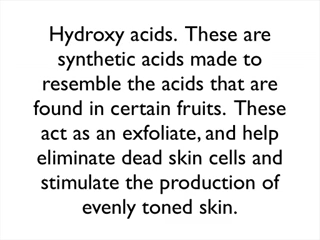 Hydroxy acids.  These are
synthetic acids made to
resemble the acids that are
found in certain fruits.  These
act as an exfoliate, and help
eliminate dead skin cells and
stimulate the production of
evenly toned skin.